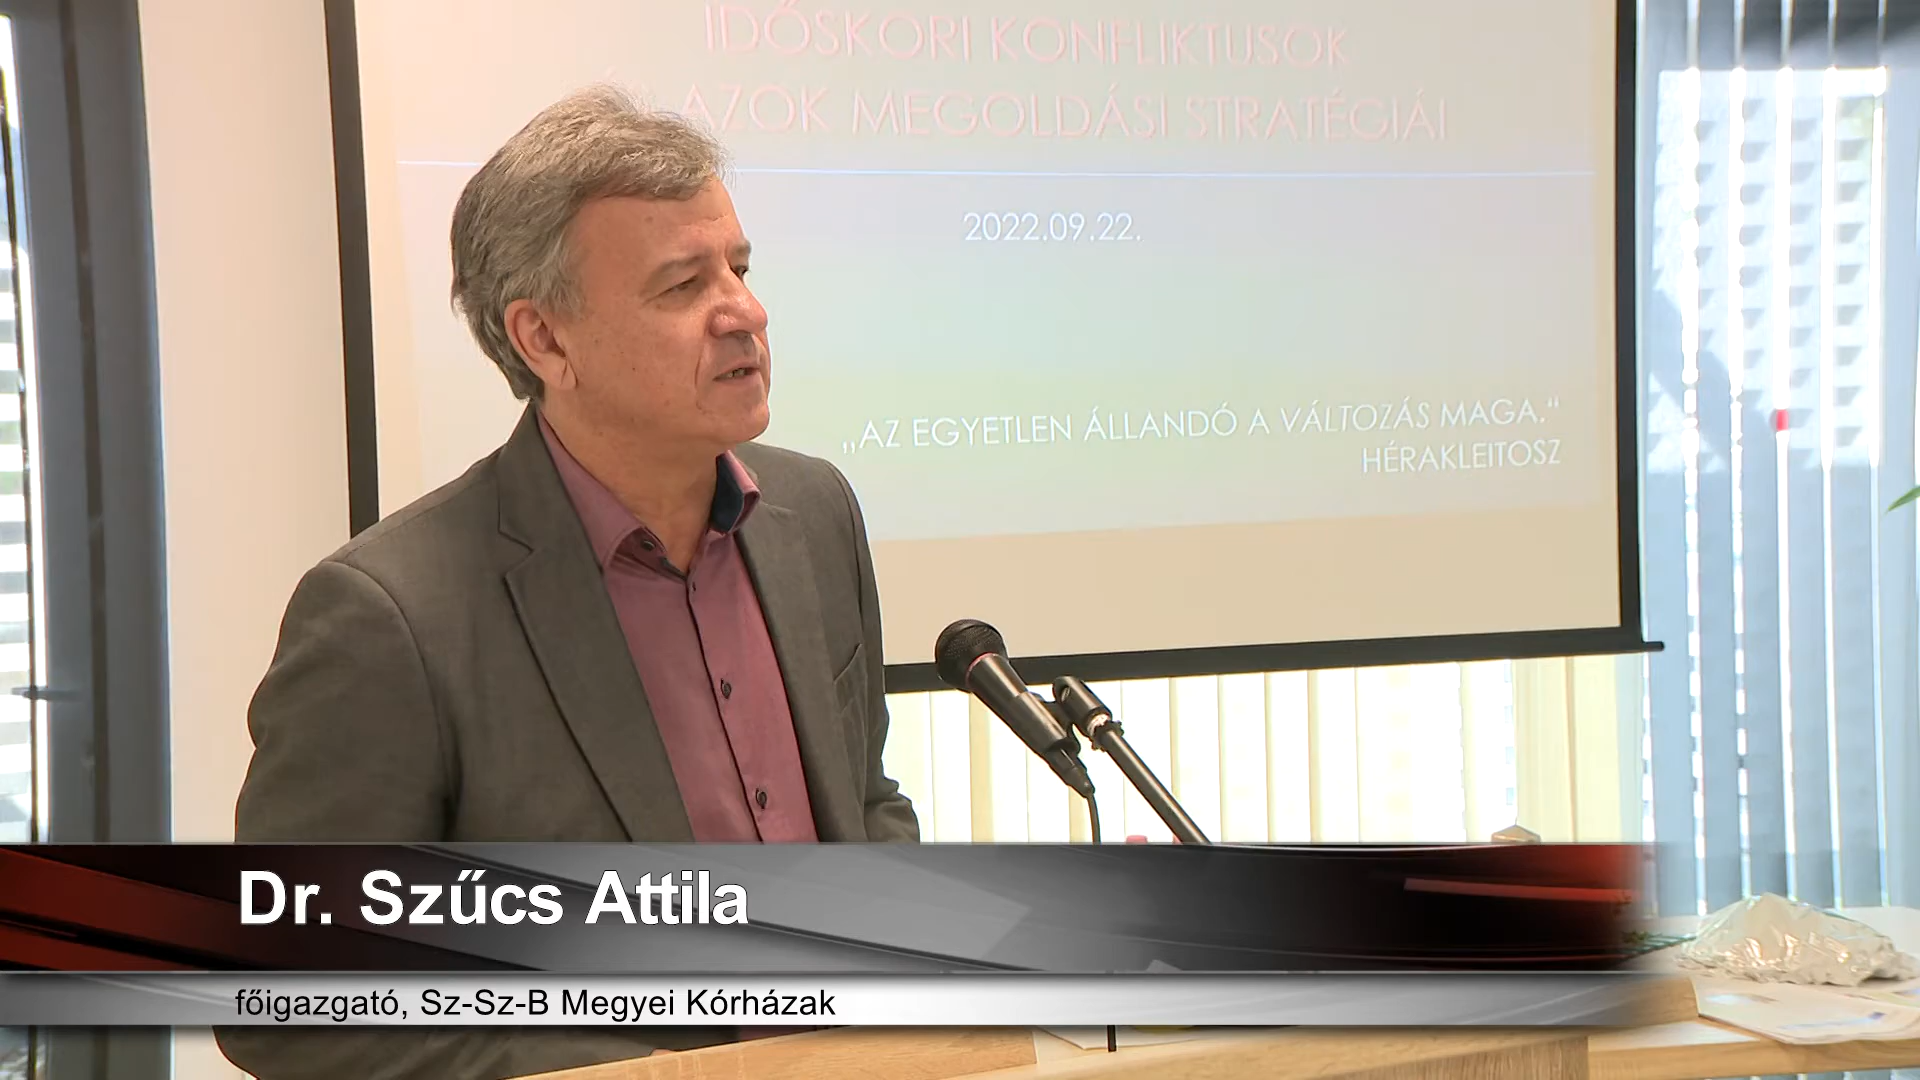 IDŐSKORI KONFLIKTUSOK
AZOK MEGOLDÁSI STRATÉGIÁI
2022.09.22.
„AZ EGYETLEN ÁLLANDÓ A VÁLTOZÁS MAGA.“
HÉRAKLEITOSZ
Dr. Szűcs Attila
főigazgató, Sz-Sz-B Megyei Kórházak